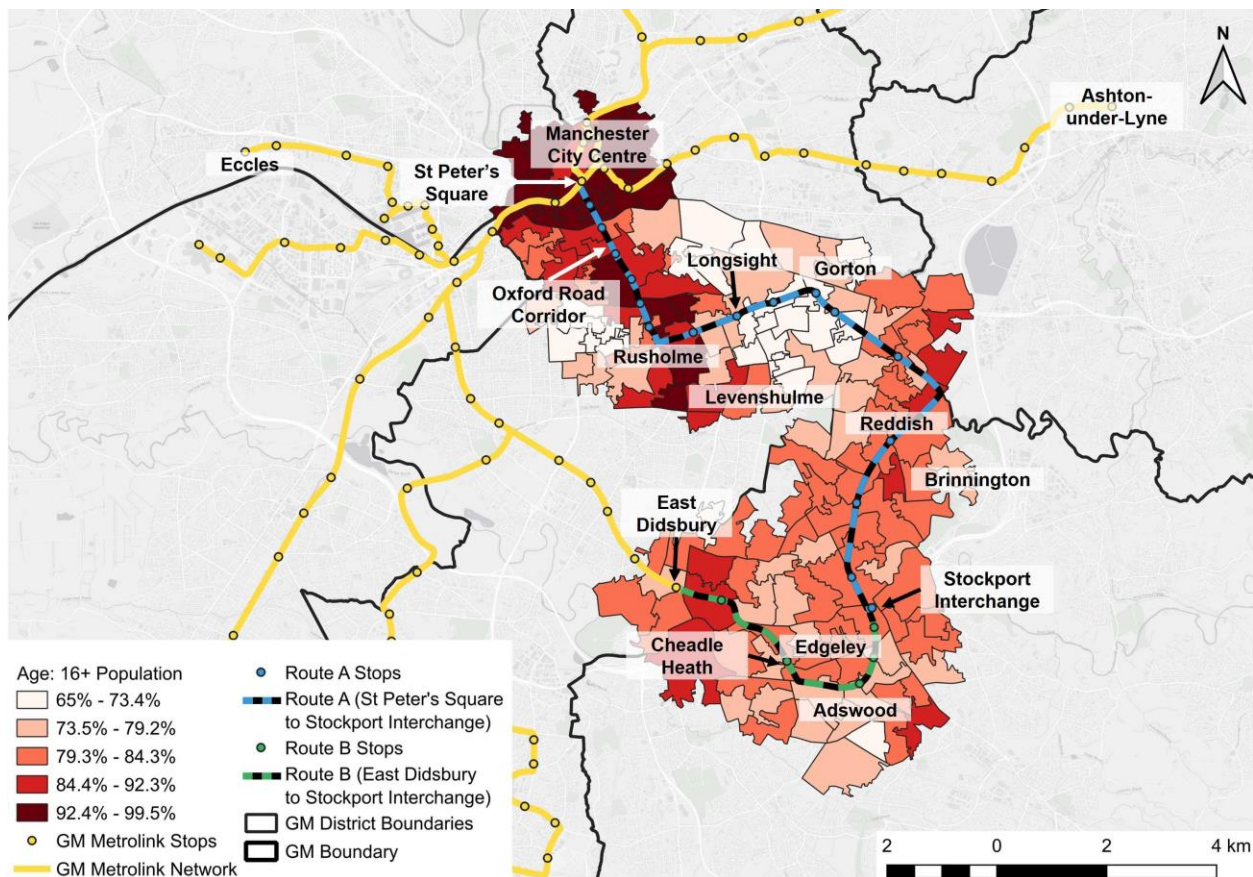 N
Ashton-
under-Lyne
Manchester
City Centre
Eccles
St Peter's
Square
Longsight
Gorton
Oxford Road
Corridor
Rusholme
Levenshulme
Reddish
Brinnington
East
Didsbury
Stockport
Interchange
Cheadle
Heath
Edgeley
Adswood
Age: 16+ Population
65% - 73.4%
73.5% - 79.2%
79.3% - 84.3%
84.4% - 92.3%
92.4% - 99.5%
GM Metrolink Stops
GM Metrolink Network
Route A Stops
Route A (St Peter's Square
to Stockport Interchange)
Route B Stops
Route B (East Didsbury
to Stockport Interchange)
GM District Boundaries
GM Boundary
2 0 2 4 km